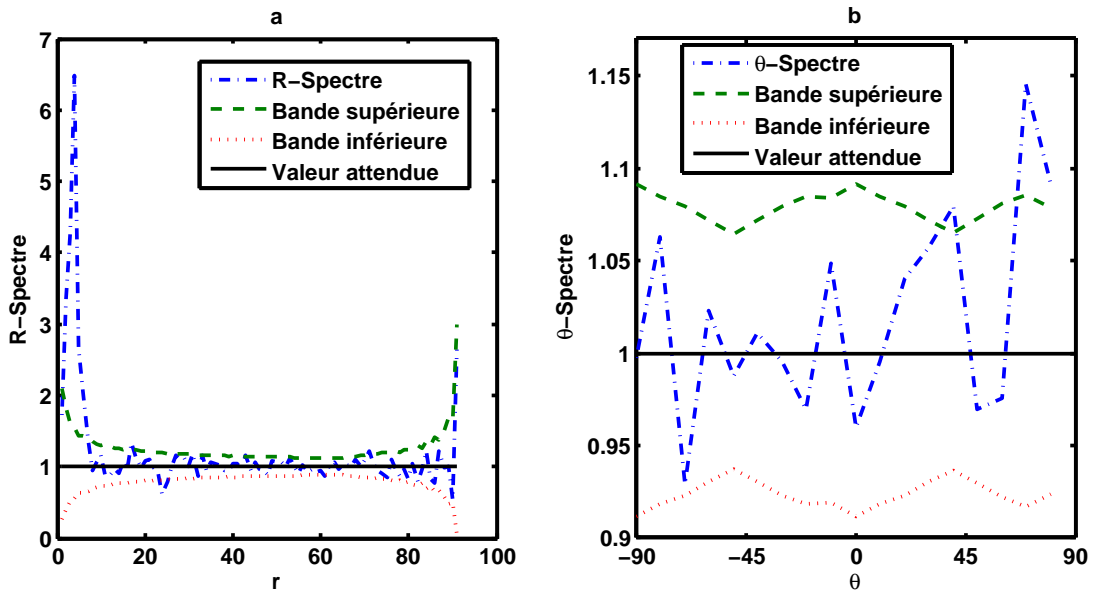 a
7
6
5
4
3
2
1
0
R-Spectre
0
20
40
60
80
100
r
R-Spectre
Bande supérieure
Bande inférieure
Valeur attendue
b
1.15
1.1
1.05
1
0.95
0.9
θ-Spectre
-90
-45
0
45
90
θ
θ-Spectre
Bande supérieure
Bande inférieure
Valeur attendue